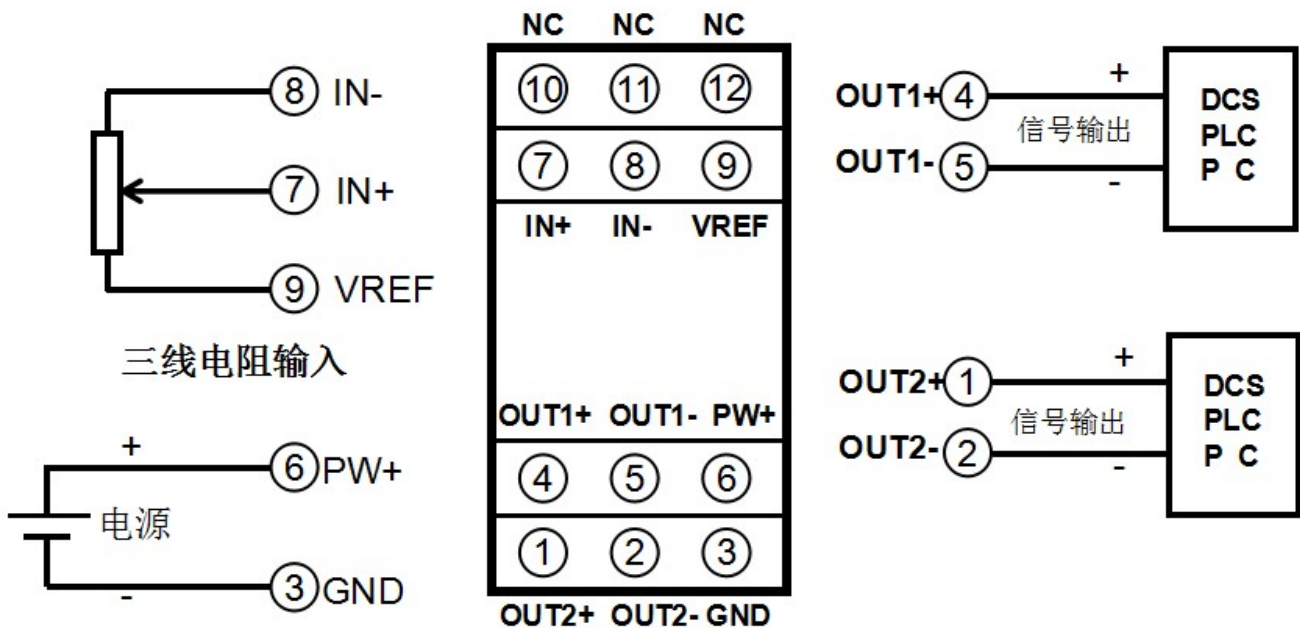 ⑧ IN-
⑦ IN+
⑨ VREF
三线电阻输入
+
⑥ PW+
电源
-
③ GND
NC NC NC
⑩ ⑪ ⑫
⑦ ⑧ ⑨
IN+ IN- VREF
OUT1+ OUT1- PW+
④ ⑤ ⑥
① ② ③
OUT2+ OUT2- GND
OUT1+ ④ +
信号输出
OUT1- ⑤ -
DCS
PLC
P C
OUT2+ ① +
信号输出
OUT2- ② -
DCS
PLC
P C